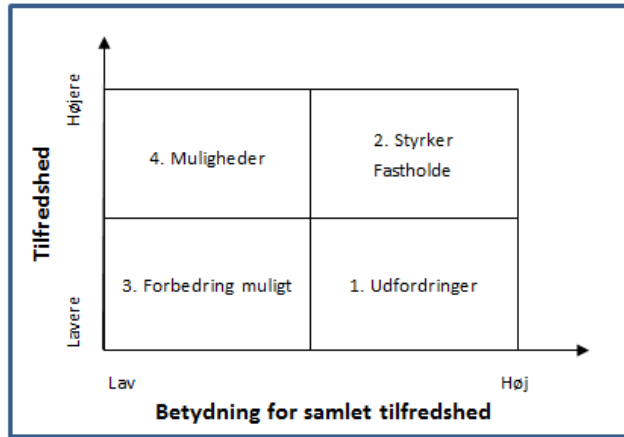 Tilfredshed
Højere
Lavere
4. Muligheder
2. Styrker
Fastholde
3. Forbedring muligt
1. Udfordringer
Lav
Høj
Betydning for samlet tilfredshed